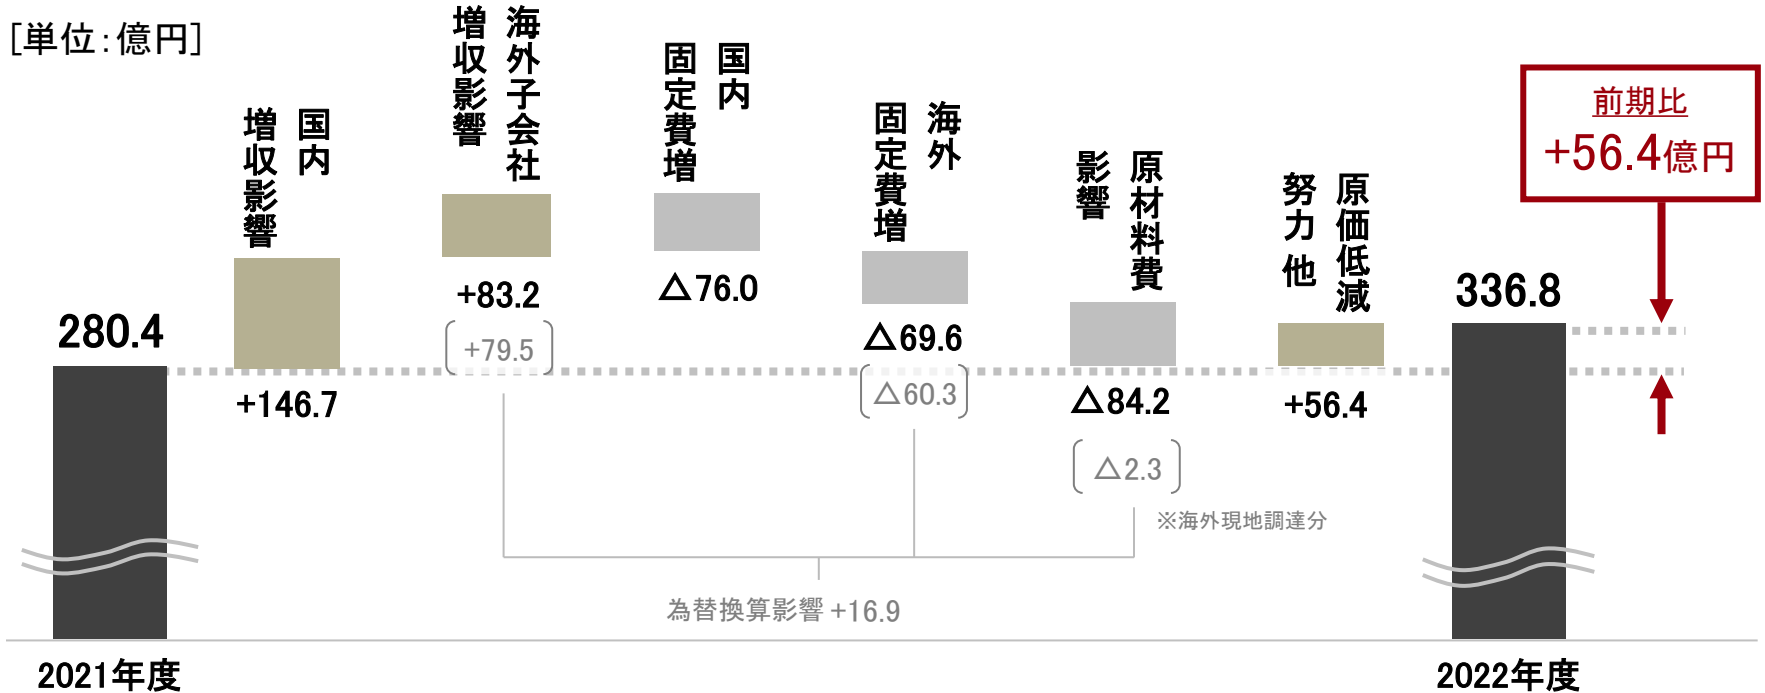 [単位:億円]
280.4
2021年度
国内
増収影響
+146.7
海外子会社
増収影響
+83.2
+79.5
国内
固定費増
△76.0
海外
固定費増
△69.6
△60.3
原材料費
影響
△84.2
△2.3
※海外現地調達分
為替換算影響 +16.9
原価低減
努力 他
+56.4
336.8
2022年度
前期比
+56.4億円